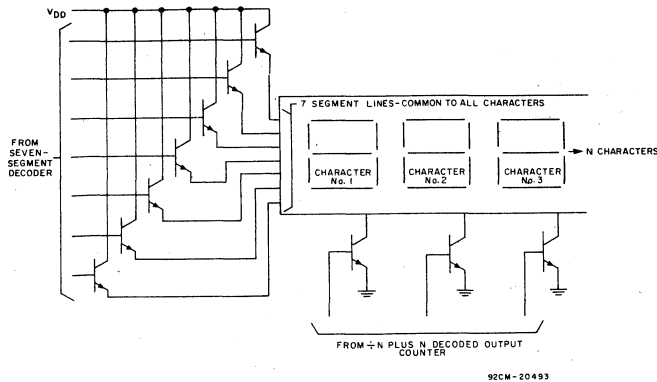 VDD
7 SEGMENT LINES-COMMON TO ALL CHARACTERS
FROM
SEVEN-
SEGMENT
DECODER
N CHARACTERS
CHARACTER
No. 1
CHARACTER
No. 2
CHARACTER
No. 3
FROM ÷ N PLUS N DECODED OUTPUT
COUNTER
92CM-20493